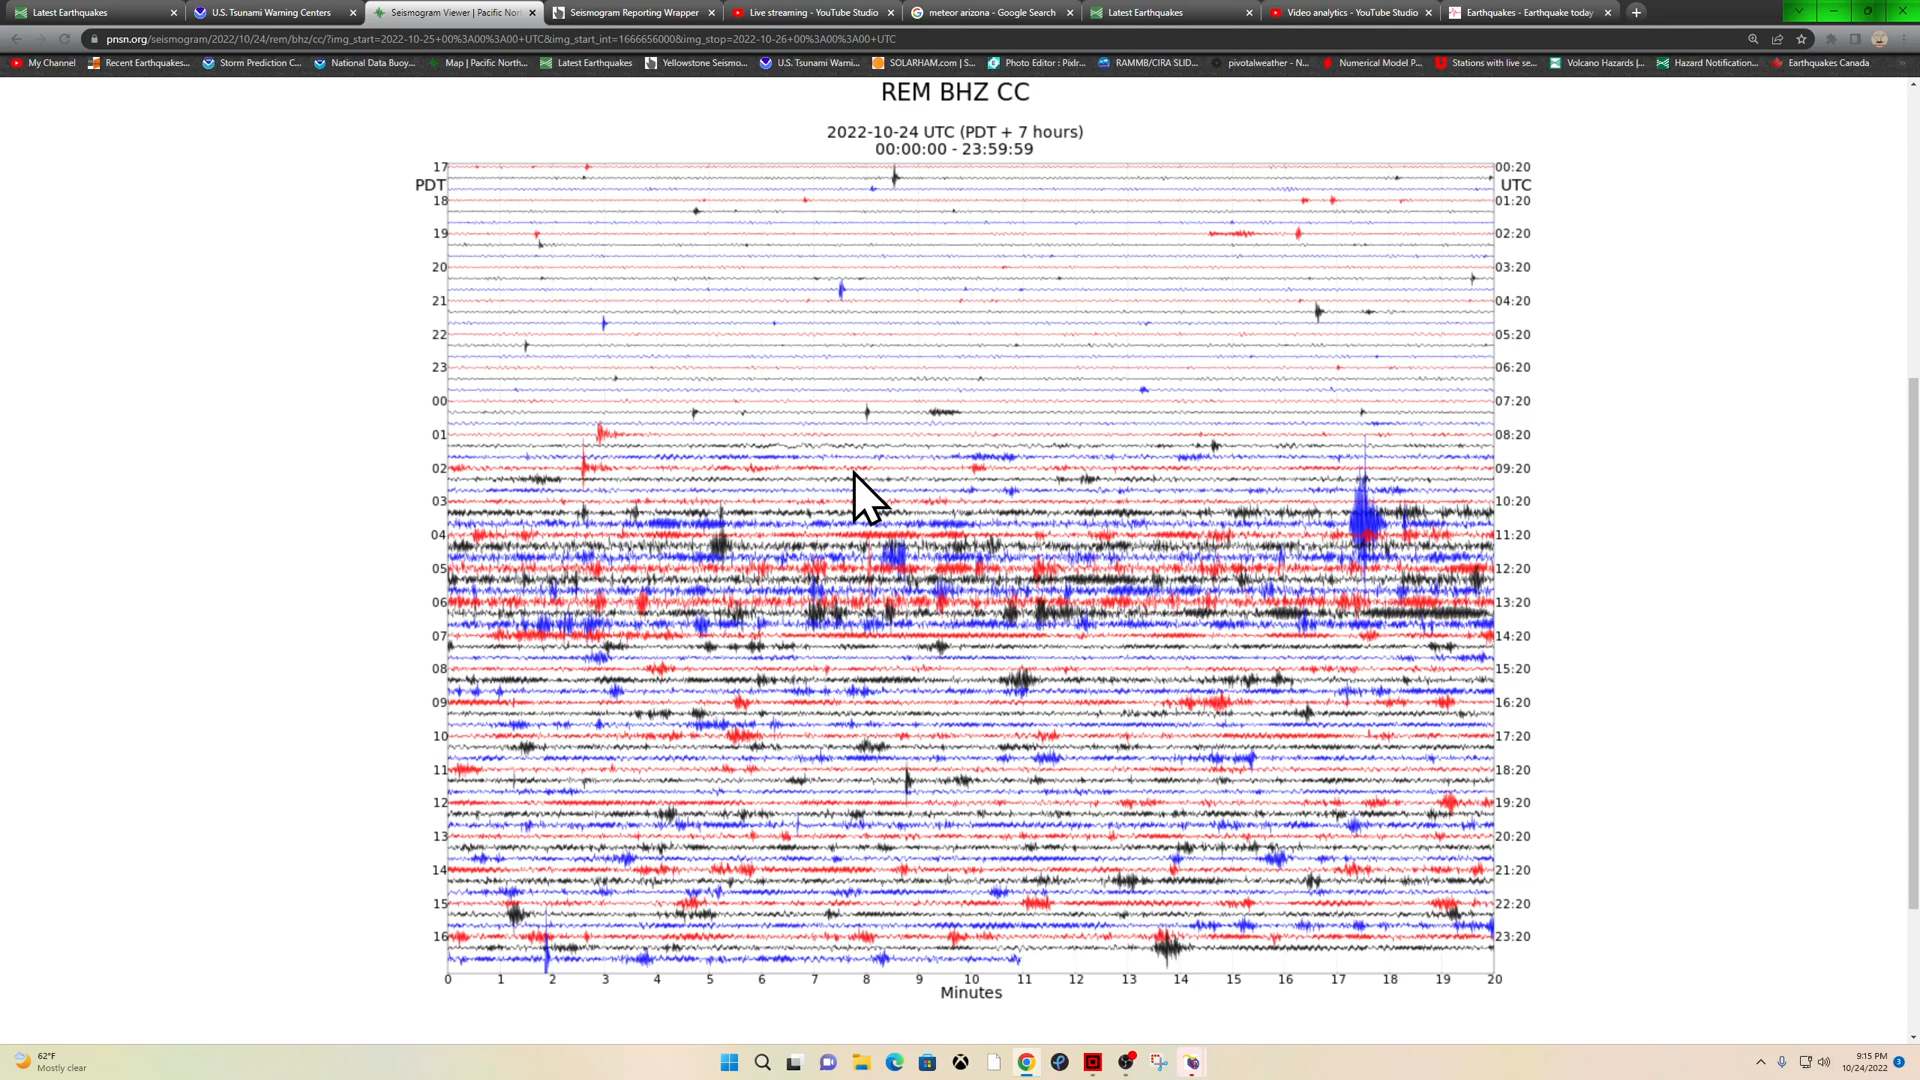 Latest Earthquakes
U.S. Tsunami Warning Centers
Seismogram Viewer | Pacific Nort
Seismogram Reporting Wrapper
Live streaming - YouTube Studio
meteor arizona - Google Search
Latest Earthquakes
Video analytics - YouTube Studio
Earthquakes - Earthquake today
pnsn.org/seismogram/2022/10/24/rem/bhz/cc/?img_start=2022-10-25+00%3A00%3A00+UTC&img_start_int=1666656000&img_stop=2022-10-26+00%3A00%3A00+UTC
My Channel
Recent Earthquakes...
Storm Prediction C...
National Data Buoy...
Map | Pacific North...
Latest Earthquakes
Yellowstone Seismo...
U.S. Tsunami Warni...
SOLARHAM.com | S...
Photo Editor : Pixlr...
RAMMB/CIRA SLID...
pivotalweather - N...
Numerical Model P...
Stations with live se...
Volcano Hazards |...
Hazard Notification...
Earthquakes Canada
REM BHZ CC
2022-10-24 UTC (PDT + 7 hours)
00:00:00 - 23:59:59
17 00:20
PDT UTC
18 01:20
19 02:20
20 03:20
21 04:20
22 05:20
23 06:20
00 07:20
01 08:20
02 09:20
03 10:20
04 11:20
05 12:20
06 13:20
07 14:20
08 15:20
09 16:20
10 17:20
11 18:20
12 19:20
13 20:20
14 21:20
15 22:20
16 23:20
0 1 2 3 4 5 6 7 8 9 10 11 12 13 14 15 16 17 18 19 20
Minutes
62°F
Mostly clear
9:15 PM
10/24/2022
3